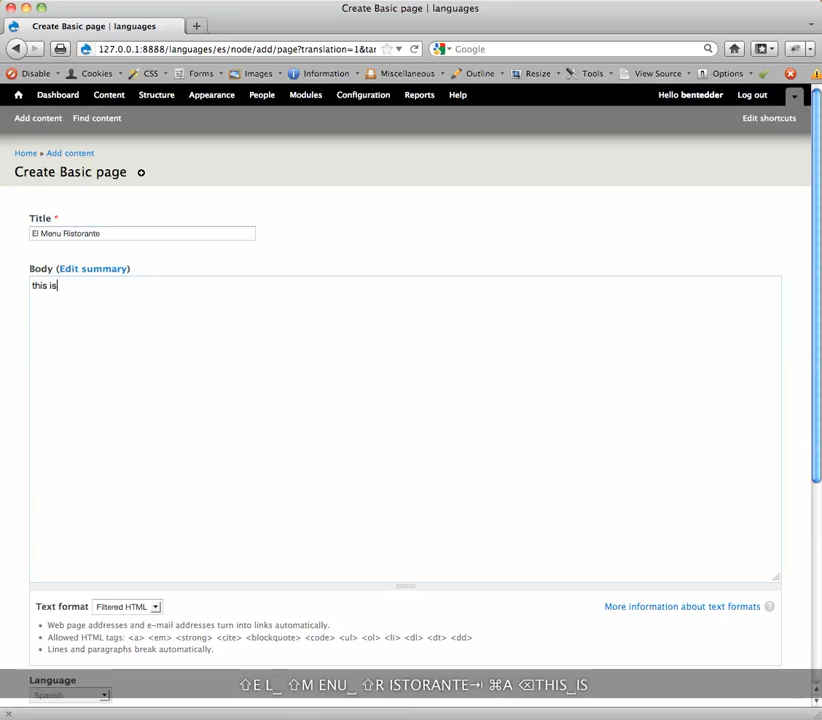 Create Basic page | languages
Create Basic page | languages
127.0.0.1:8888/languages/es/node/add/page?translation=1&tar
Google
Disable Cookies CSS Forms Images Information Miscellaneous Outline Resize Tools View Source Options
Dashboard Content Structure Appearance People Modules Configuration Reports Help Hello bentedder Log out
Add content Find content Edit shortcuts
Home » Add content
Create Basic page
Title *
El Menu Ristorante
Body (Edit summary)
this is
Text format Filtered HTML More information about text formats ?
• Web page addresses and e-mail addresses turn into links automatically.
• Allowed HTML tags: <a> <em> <strong> <cite> <blockquote> <code> <ul> <ol> <li> <dl> <dt> <dd>
• Lines and paragraphs break automatically.
⇧E L_ ⇧M ENU_ ⇧R ISTORANTE⇥ ⌘A ⌫THIS_IS
Language
Spanish